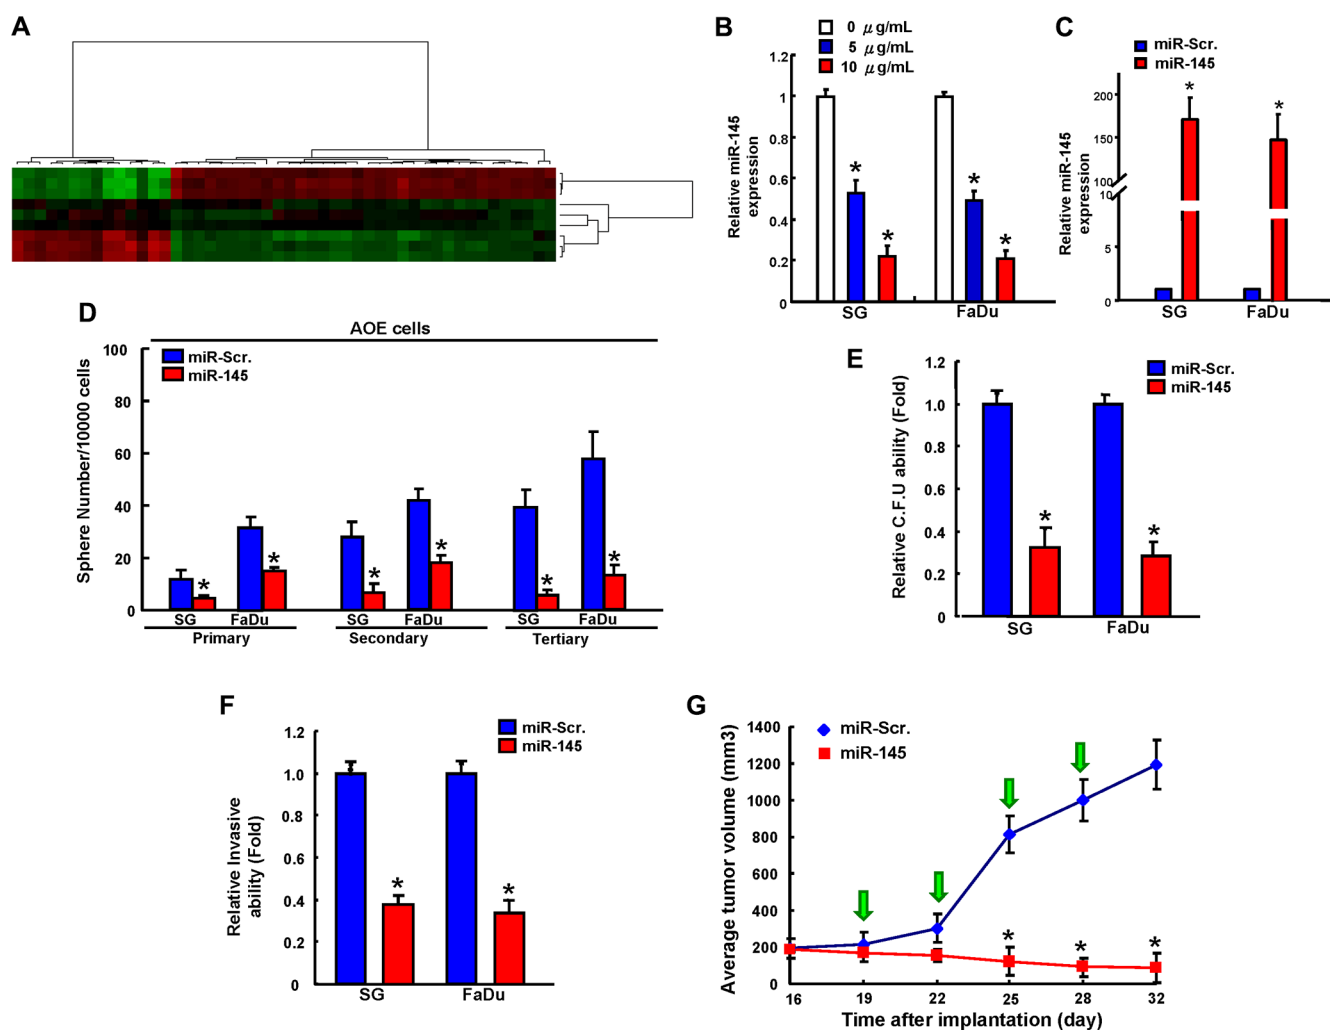 A
B
0 μg/mL
5 μg/mL
10 μg/mL
Relative miR-145
expression
1.2
1
0.8
0.6
0.4
0.2
0
*
*
*
*
SG
FaDu
C
miR-Scr.
miR-145
Relative miR-145
expression
200
150
100
10
5
0
*
*
SG
FaDu
D
AOE cells
miR-Scr.
miR-145
Sphere Number/10000 cells
100
80
60
40
20
0
*
*
*
*
*
*
SG FaDu SG FaDu SG FaDu
Primary Secondary Tertiary
E
miR-Scr.
miR-145
Relative C.F.U ability (Fold)
1.2
1.0
0.8
0.6
0.4
0.2
0
*
*
SG
FaDu
F
miR-Scr.
miR-145
Relative Invasive
ability (Fold)
1.2
1.0
0.8
0.6
0.4
0.2
0
*
*
SG
FaDu
G
miR-Scr.
miR-145
Average tumor volume (mm3)
1400
1200
1000
800
600
400
200
0
*
*
*
16 19 22 25 28 32
Time after implantation (day)